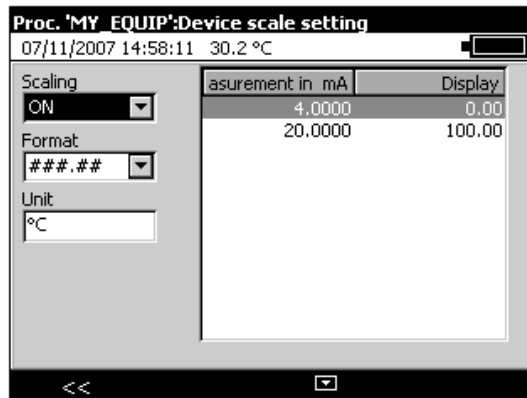 Proc. 'MY_EQUIP':Device scale setting
07/11/2007 14:58:11 30.2 °C
Scaling
ON
Format
###.##
Unit
°C
asurement in mA Display
4.0000 0.00
20.0000 100.00
<<